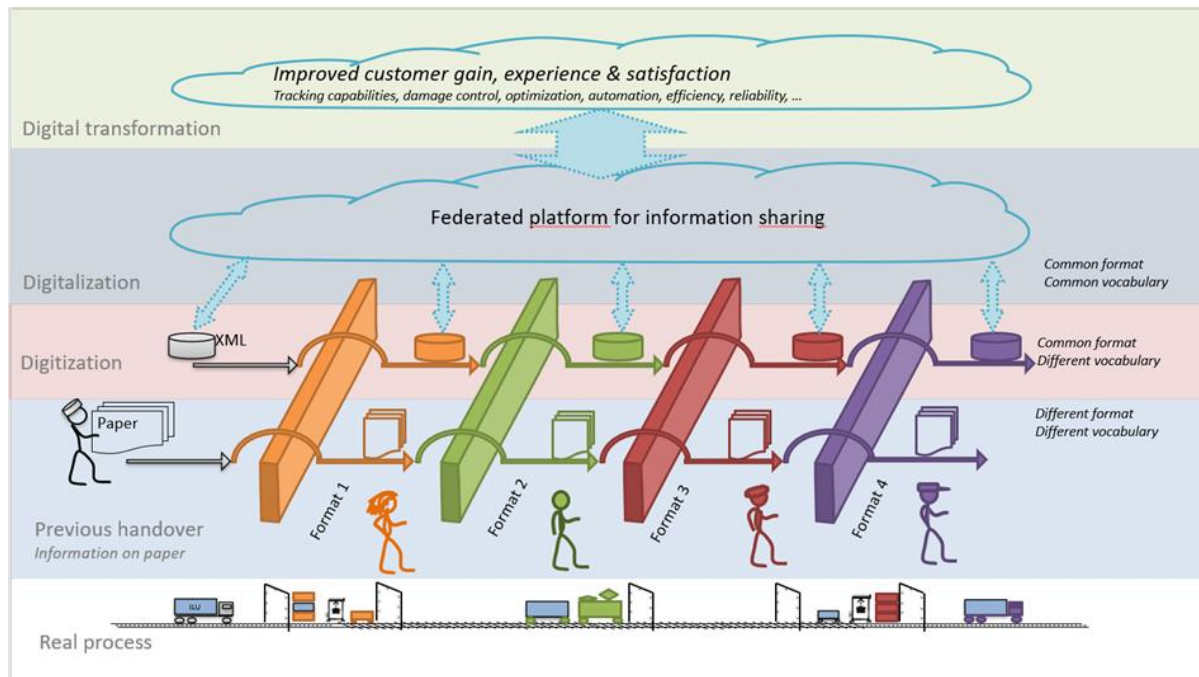 Improved customer gain, experience & satisfaction
Tracking capabilities, damage control, optimization, automation, efficiency, reliability, ...
Digital transformation
Federated platform for information sharing
Digitalization
Common format
Common vocabulary
XML
Digitization
Common format
Different vocabulary
Paper
Different format
Different vocabulary
Format 1
Format 2
Format 3
Format 4
Previous handover
Information on paper
ILU
Real process